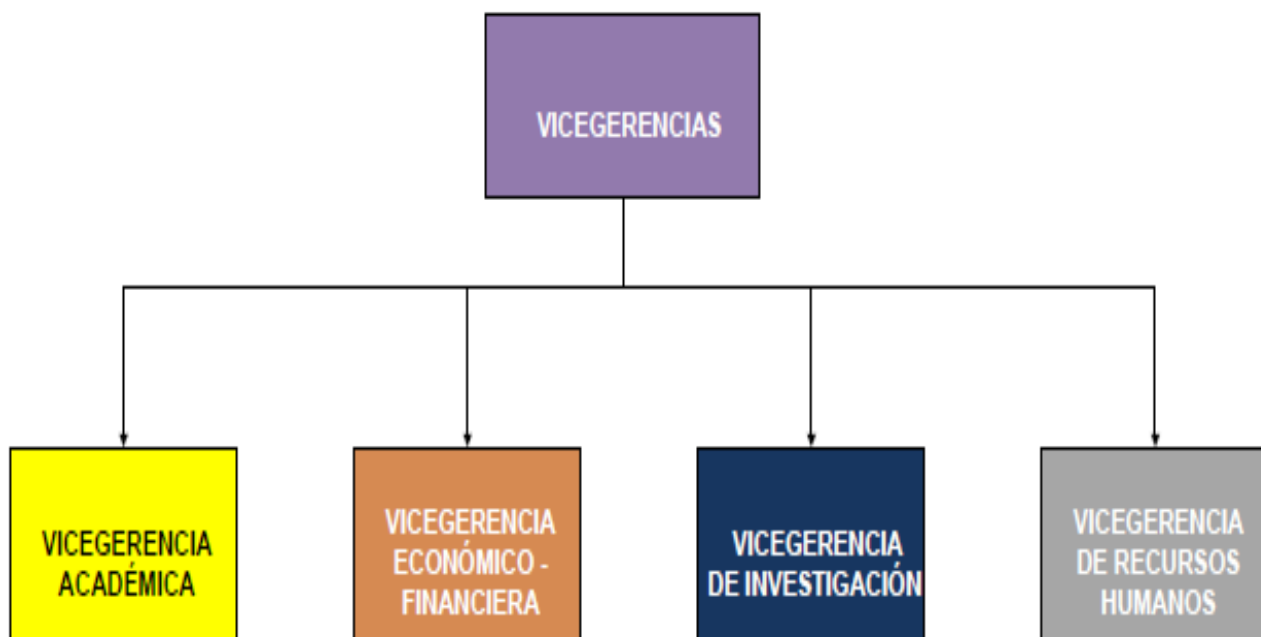 VICEGERENCIAS
VICEGERENCIA
ACADÉMICA
VICEGERENCIA
ECONÓMICO -
FINANCIERA
VICEGERENCIA
DE INVESTIGACIÓN
VICEGERENCIA
DE RECURSOS
HUMANOS